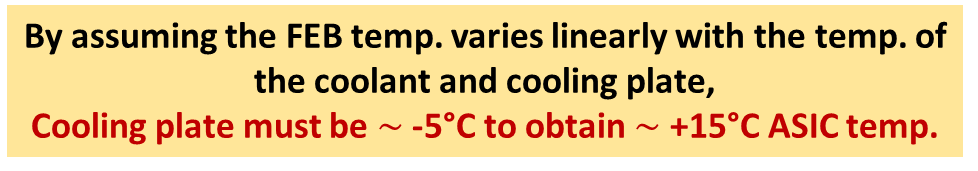 By assuming the FEB temp. varies linearly with the temp. of
the coolant and cooling plate,
Cooling plate must be ∼ -5°C to obtain ∼ +15°C ASIC temp.